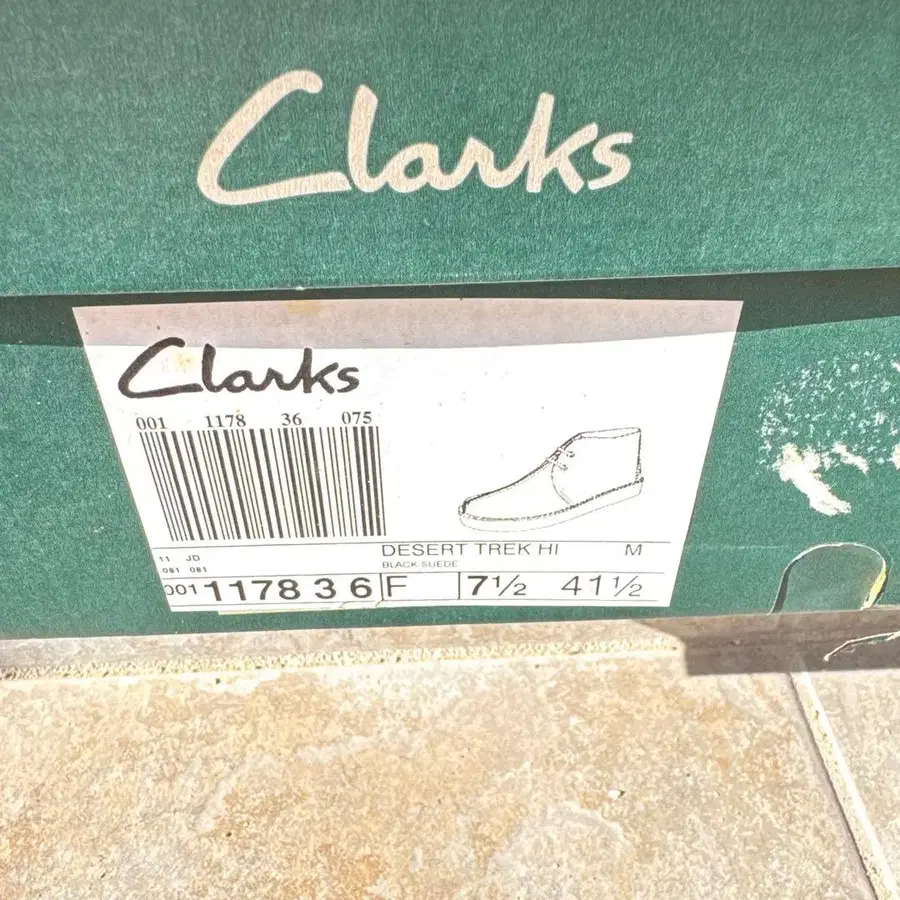 Clarks
Clarks
001 1178 36 075
DESERT TREK HI M
11 JD
BLACK SUEDE
081 081
001 1178 3 6 F 7½ 41½